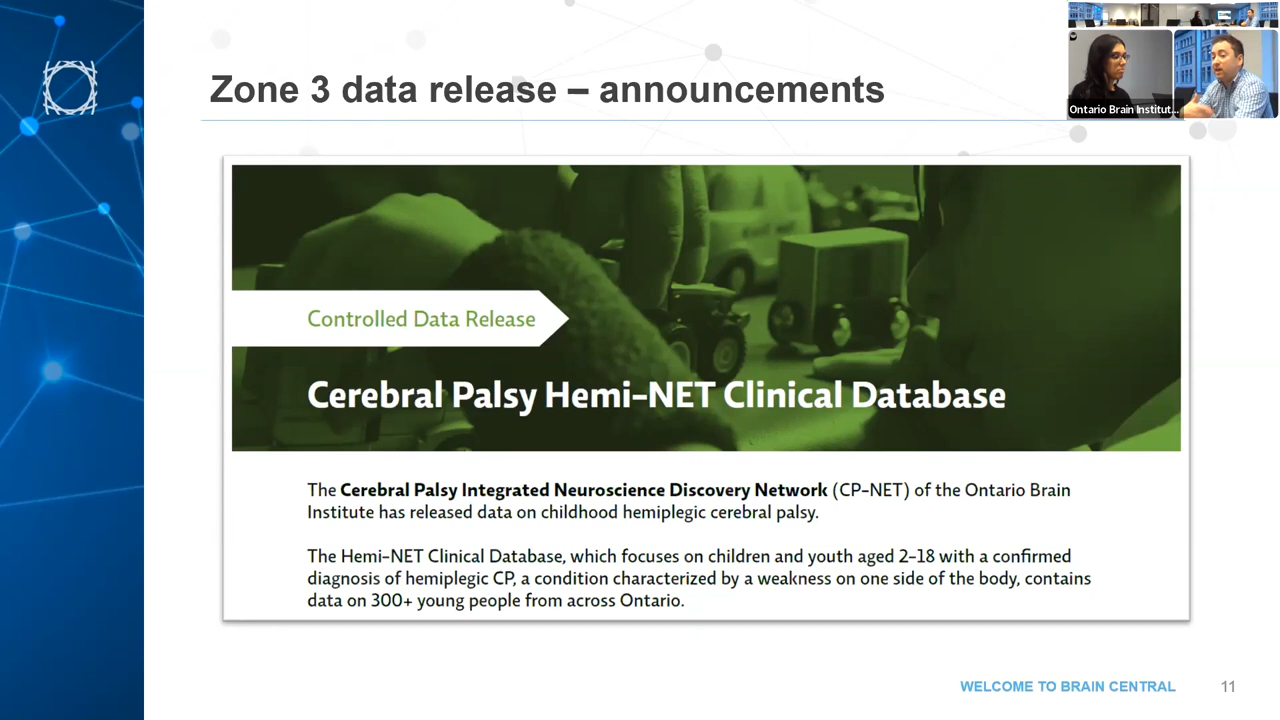 Zone 3 data release – announcements
Ontario Brain Institut...
Controlled Data Release
Cerebral Palsy Hemi-NET Clinical Database
The Cerebral Palsy Integrated Neuroscience Discovery Network (CP-NET) of the Ontario Brain
Institute has released data on childhood hemiplegic cerebral palsy.
The Hemi-NET Clinical Database, which focuses on children and youth aged 2-18 with a confirmed
diagnosis of hemiplegic CP, a condition characterized by a weakness on one side of the body, contains
data on 300+ young people from across Ontario.
WELCOME TO BRAIN CENTRAL
11